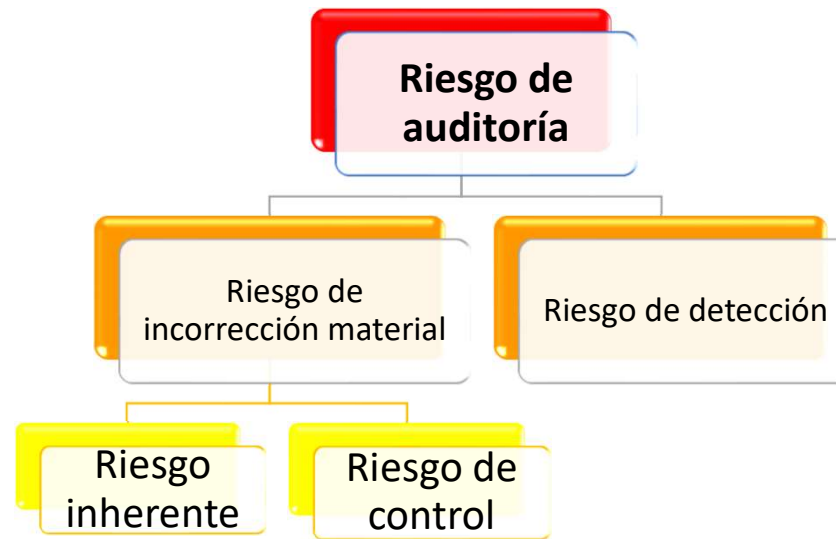 Riesgo de
auditoría
Riesgo de
incorrección material
Riesgo de detección
Riesgo
inherente
Riesgo de
control